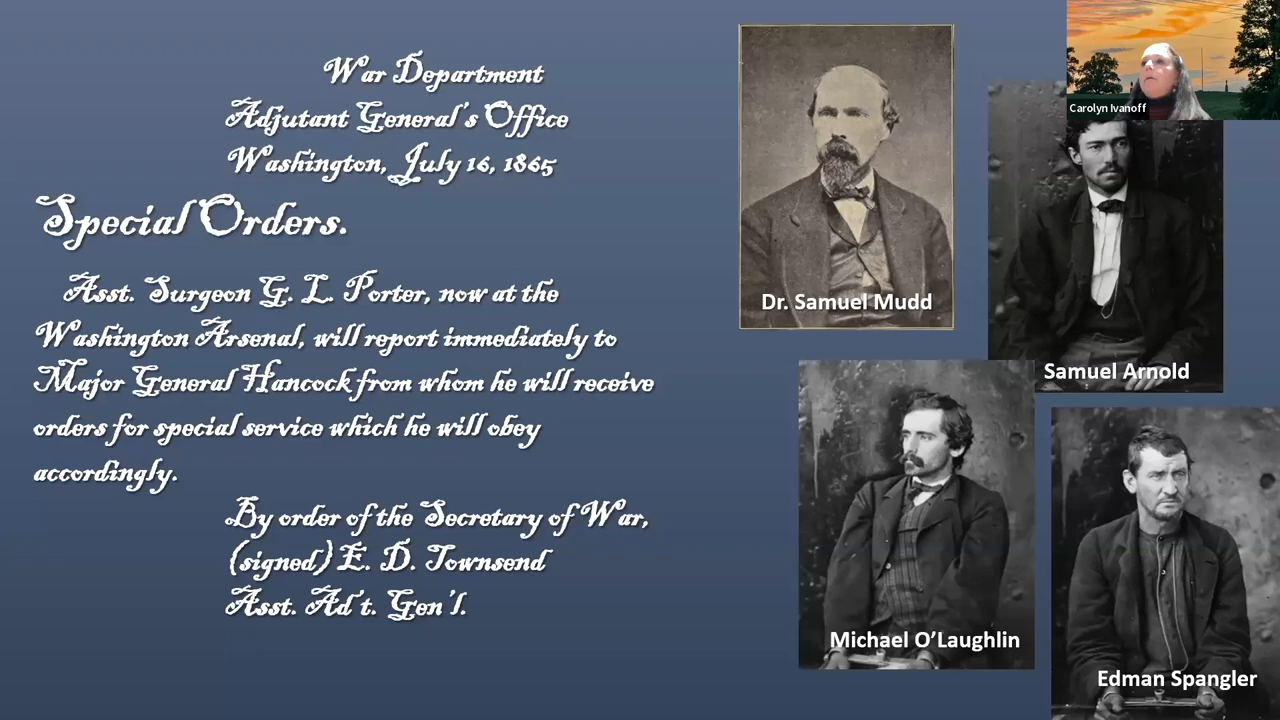 War Department
Adjutant General's Office
Washington, July 16, 1865
Special Orders.
Asst. Surgeon G. L. Porter, now at the
Washington Arsenal, will report immediately to
Major General Hancock from whom he will receive
orders for special service which he will obey
accordingly.
By order of the Secretary of War,
(signed) E. D. Townsend
Asst. Ad't. Gen'l.
Dr. Samuel Mudd
Carolyn Ivanoff
Samuel Arnold
Michael O'Laughlin
Edman Spangler